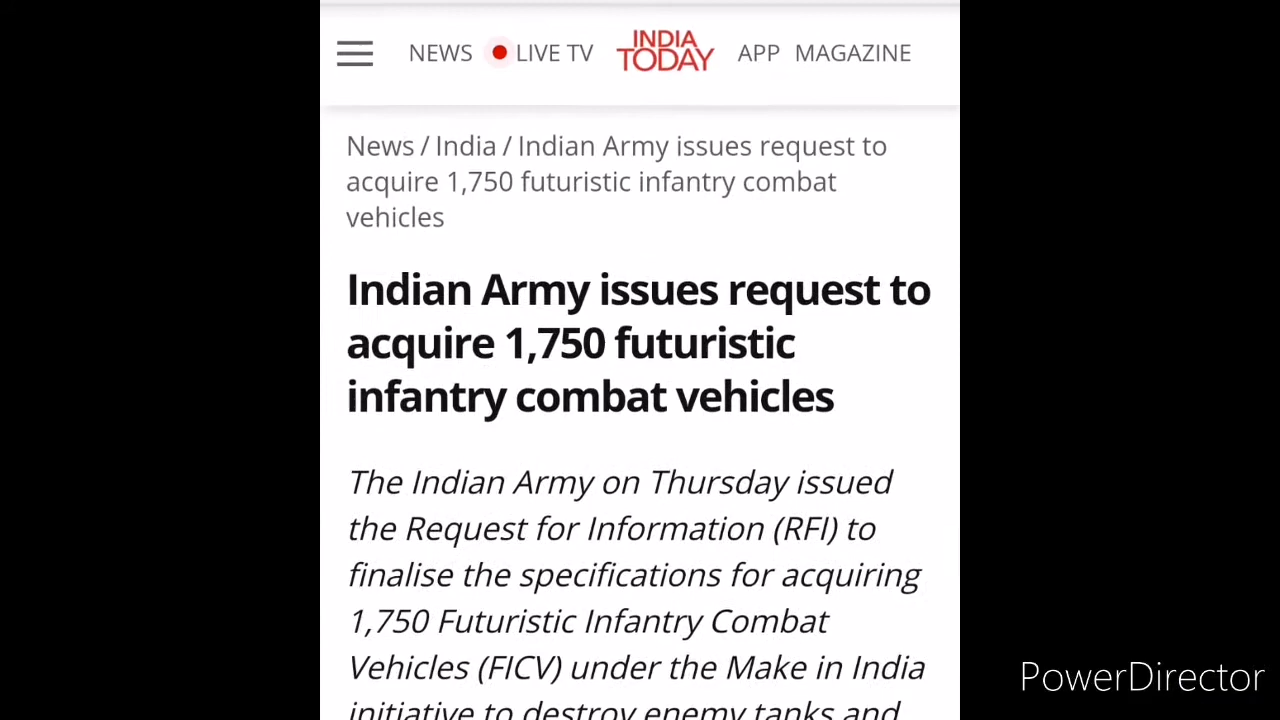 NEWS LIVE TV INDIA TODAY APP MAGAZINE
News / India / Indian Army issues request to
acquire 1,750 futuristic infantry combat
vehicles
Indian Army issues request to
acquire 1,750 futuristic
infantry combat vehicles
The Indian Army on Thursday issued
the Request for Information (RFI) to
finalise the specifications for acquiring
1,750 Futuristic Infantry Combat
Vehicles (FICV) under the Make in India
initiative to destroy enemy tanks and
PowerDirector